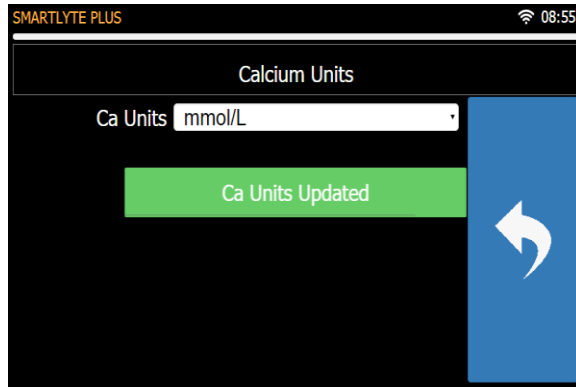 SMARTLYTE PLUS 08:55
Calcium Units
Ca Units mmol/L
Ca Units Updated